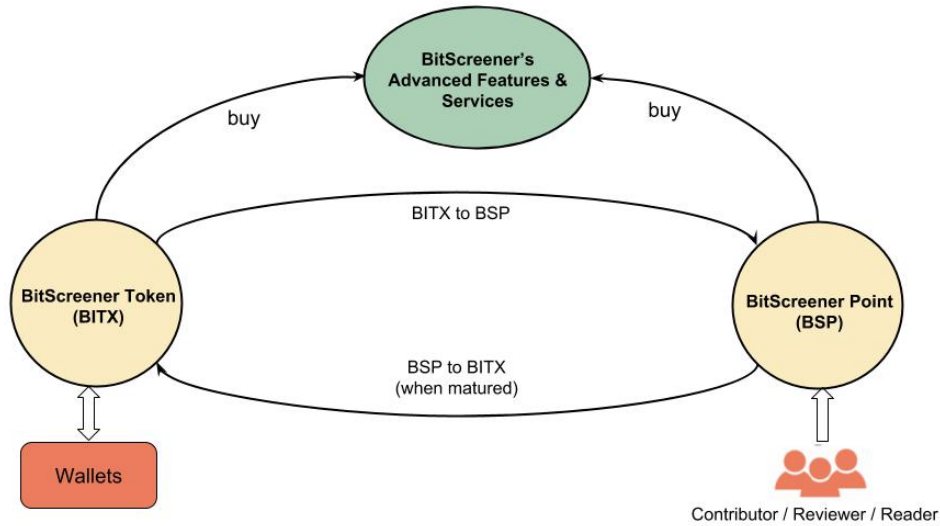 BitScreener's
Advanced Features &
Services
buy
buy
BITX to BSP
BitScreener Token
(BITX)
BitScreener Point
(BSP)
BSP to BITX
(when matured)
Wallets
Contributor / Reviewer / Reader